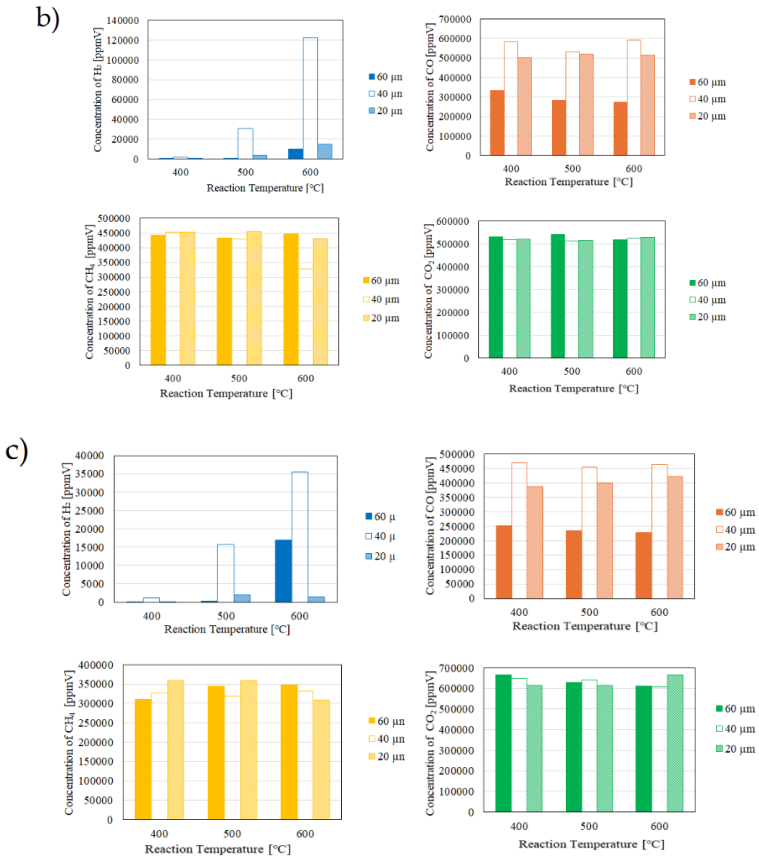 b)
Concentration of H₂ [ppmV]
140000
120000
100000
80000
60000
40000
20000
0
400 500 600
Reaction Temperature [°C]
60 µn
40 µn
20 µn
Concentration of CO [ppmV]
700000
600000
500000
400000
300000
200000
100000
0
400 500 600
Reaction Temperature [°C]
60 µm
40 µm
20 µm
Concentration of CH₄ [ppmV]
500000
450000
400000
350000
300000
250000
200000
150000
100000
50000
0
400 500 600
Reaction Temperature [°C]
60 µm
40 µm
20 µm
Concentration of CO₂ [ppmV]
600000
500000
400000
300000
200000
100000
0
400 500 600
Reaction Temperature [°C]
60 µm
40 µm
20 µm
c)
Concentration of H₂ [ppmV]
40000
35000
30000
25000
20000
15000
10000
5000
0
400 500 600
Reaction Temperature [°C]
60 µ
40 µ
20 µ
Concentration of CO [ppmV]
500000
450000
400000
350000
300000
250000
200000
150000
100000
50000
0
400 500 600
Reaction Temperature [°C]
60 µm
40 µm
20 µm
Concentration of CH₄ [ppmV]
400000
350000
300000
250000
200000
150000
100000
50000
0
400 500 600
Reaction Temperature [°C]
60 µn
40 µn
20 µn
Concentration of CO₂ [ppmV]
700000
600000
500000
400000
300000
200000
100000
0
400 500 600
Reaction Temperature [°C]
60 µm
40 µm
20 µm